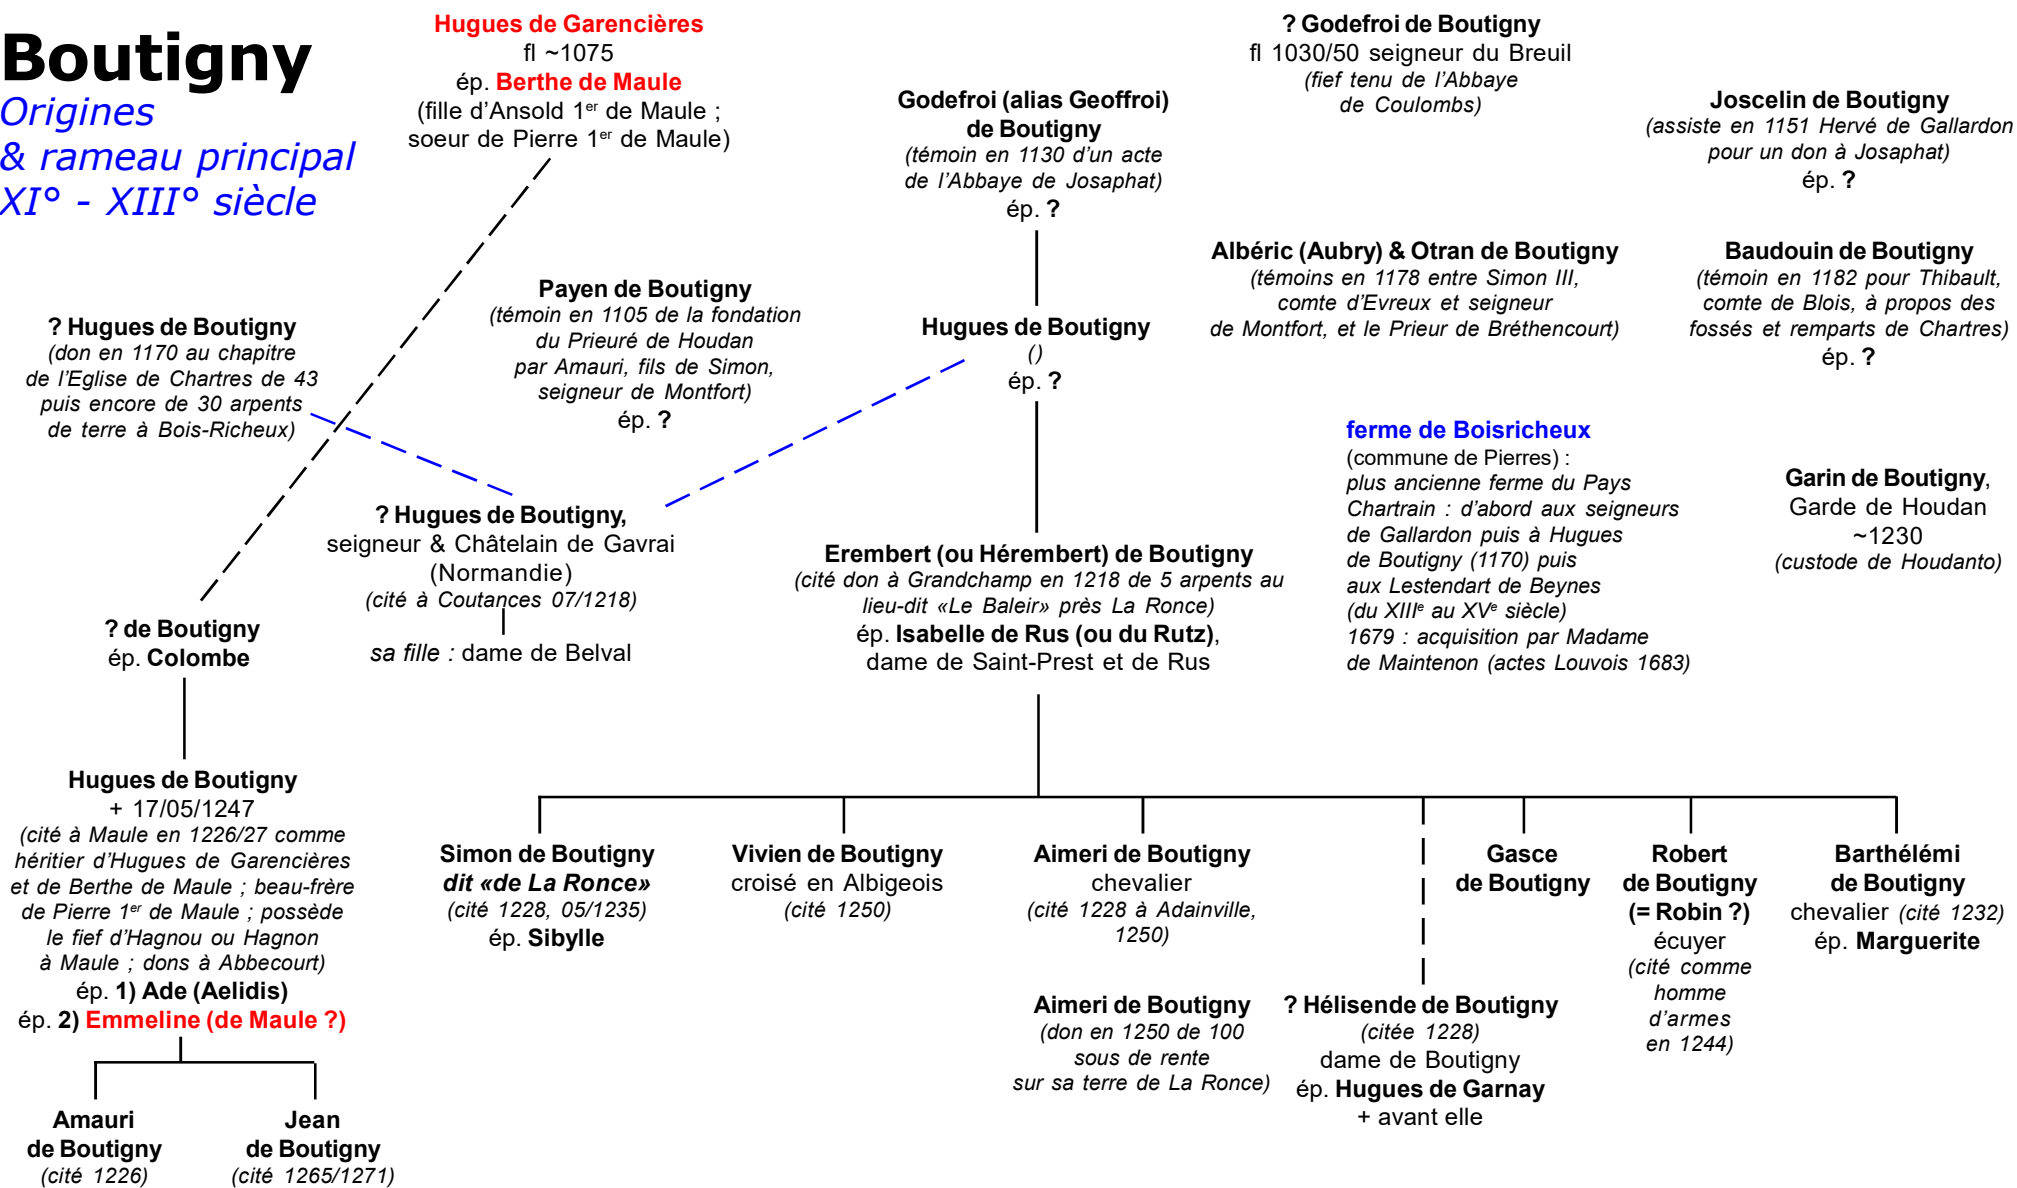 Boutigny
Origines
& rameau principal
XI° - XIII° siècle
Hugues de Garencières
fl ~1075
ép. Berthe de Maule
(fille d’Ansold 1er de Maule ;
soeur de Pierre 1er de Maule)
Godefroi (alias Geoffroi)
de Boutigny
(témoin en 1130 d’un acte
de l’Abbaye de Josaphat)
ép. ?
? Godefroi de Boutigny
fl 1030/50 seigneur du Breuil
(fief tenu de l’Abbaye
de Coulombs)
Joscelin de Boutigny
(assiste en 1151 Hervé de Gallardon
pour un don à Josaphat)
ép. ?
? Hugues de Boutigny
(don en 1170 au chapitre
de l’Eglise de Chartres de 43
puis encore de 30 arpents
de terre à Bois-Richeux)
Payen de Boutigny
(témoin en 1105 de la fondation
du Prieuré de Houdan
par Amauri, fils de Simon,
seigneur de Montfort)
ép. ?
Hugues de Boutigny
()
ép. ?
Albéric (Aubry) & Otran de Boutigny
(témoins en 1178 entre Simon III,
comte d’Evreux et seigneur
de Montfort, et le Prieur de Bréthencourt)
Baudouin de Boutigny
(témoin en 1182 pour Thibault,
comte de Blois, à propos des
fossés et remparts de Chartres)
ép. ?
? Hugues de Boutigny,
seigneur & Châtelain de Gavrai
(Normandie)
(cité à Coutances 07/1218)
sa fille : dame de Belval
Erembert (ou Hérembert) de Boutigny
(cité don à Grandchamp en 1218 de 5 arpents au
lieu-dit «Le Baleir» près La Ronce)
ép. Isabelle de Rus (ou du Rutz),
dame de Saint-Prest et de Rus
ferme de Boisricheux
(commune de Pierres) :
plus ancienne ferme du Pays
Chartrain : d’abord aux seigneurs
de Gallardon puis à Hugues
de Boutigny (1170) puis
aux Lestendart de Beynes
(du XIIIe au XVe siècle)
1679 : acquisition par Madame
de Maintenon (actes Louvois 1683)
Garin de Boutigny,
Garde de Houdan
~1230
(custode de Houdanto)
? de Boutigny
ép. Colombe
Hugues de Boutigny
+ 17/05/1247
(cité à Maule en 1226/27 comme
héritier d’Hugues de Garencières
et de Berthe de Maule ; beau-frère
de Pierre 1er de Maule ; possède
le fief d’Hagnou ou Hagnon
à Maule ; dons à Abbecourt)
ép. 1) Ade (Aelidis)
ép. 2) Emmeline (de Maule ?)
Simon de Boutigny
dit «de La Ronce»
(cité 1228, 05/1235)
ép. Sibylle
Vivien de Boutigny
croisé en Albigeois
(cité 1250)
Aimeri de Boutigny
chevalier
(cité 1228 à Adainville,
1250)
Aimeri de Boutigny
(don en 1250 de 100
sous de rente
sur sa terre de La Ronce)
? Hélisende de Boutigny
(citée 1228)
dame de Boutigny
ép. Hugues de Garnay
+ avant elle
Gasce
de Boutigny
Robert
de Boutigny
(= Robin ?)
écuyer
(cité comme
homme
d’armes
en 1244)
Barthélémi
de Boutigny
chevalier (cité 1232)
ép. Marguerite
Amauri
de Boutigny
(cité 1226)
Jean
de Boutigny
(cité 1265/1271)